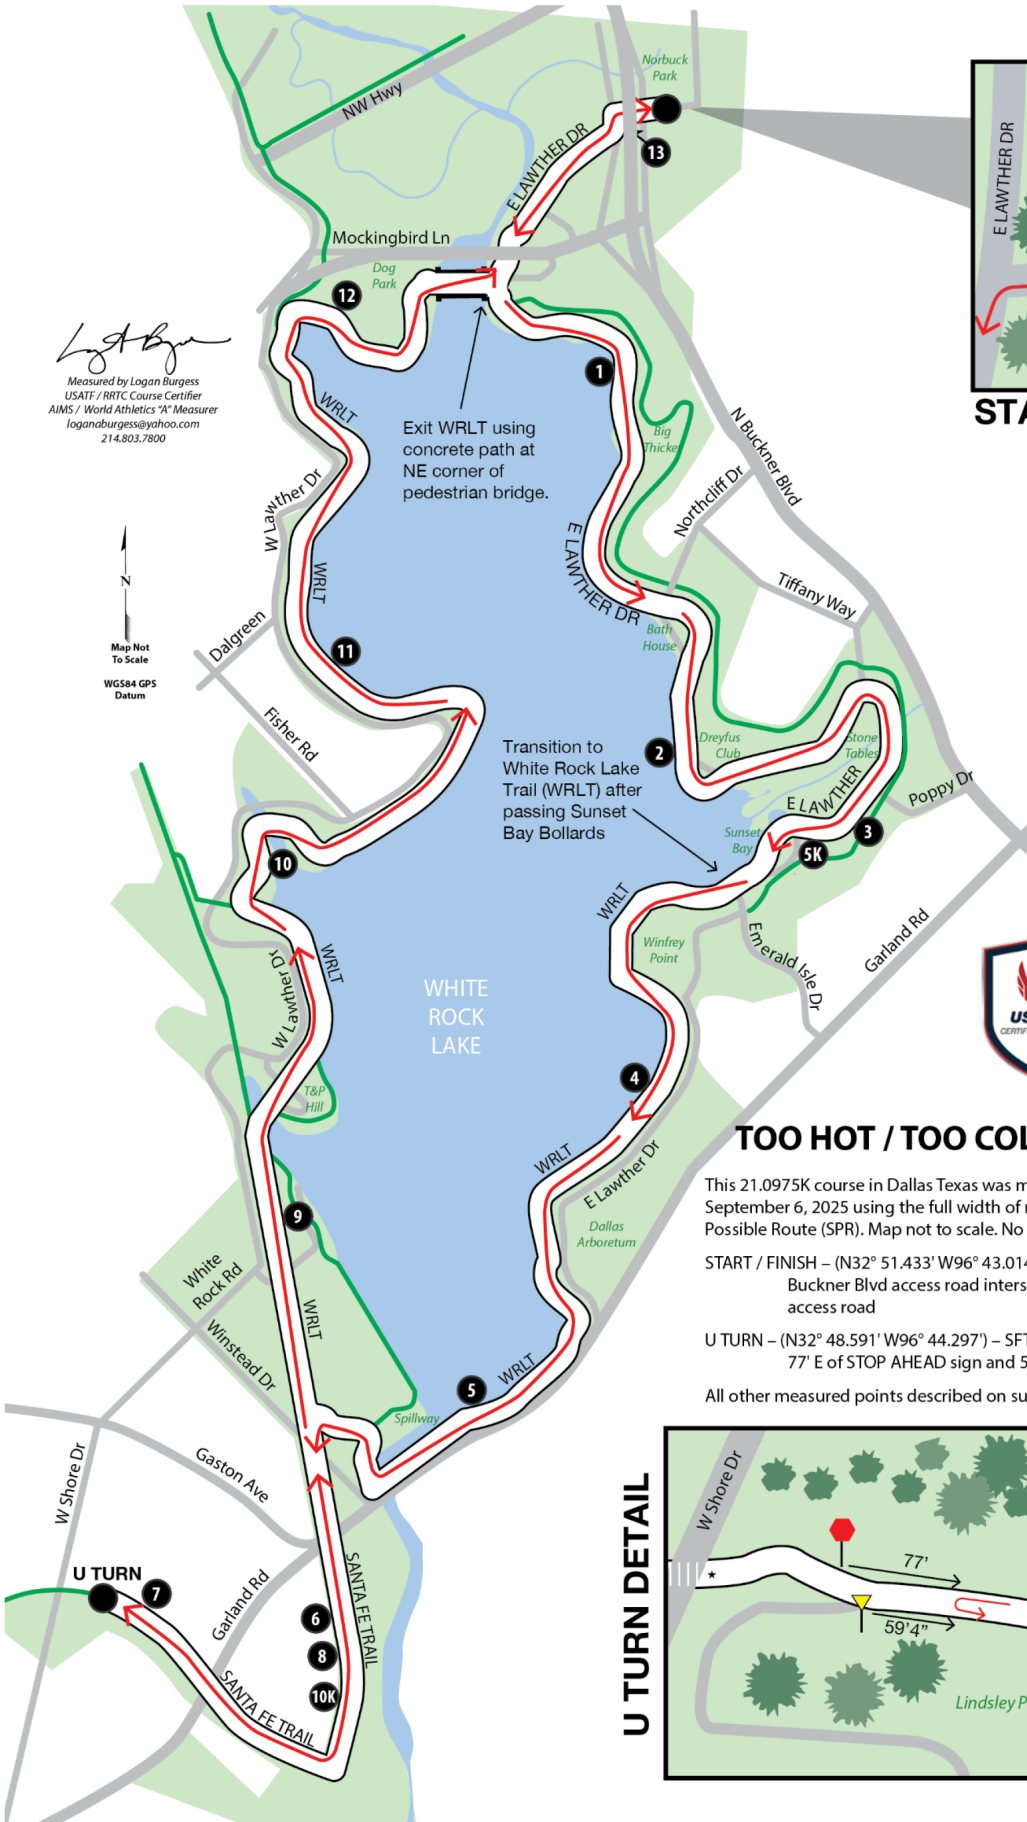 Norbuck
Park
NW Hwy
E LAWTHER DR
13
E LAWTHER DR
Mockingbird Ln
Dog
Park
12
STA
Measured by Logan Burgess
USATF / RRTC Course Certifier
AIMS / World Athletics "A" Measurer
loganaburgess@yahoo.com
214.803.7800
1
WRLT
Exit WRLT using
concrete path at
NE corner of
pedestrian bridge.
Big
Thicket
N Buckner Blvd
Northcliff Dr
W Lawther Dr
E LAWTHER DR
N
WRLT
Tiffany Way
Map Not
To Scale
WGS84 GPS
Datum
Dalgreen
Bath
House
11
Fisher Rd
Transition to
White Rock Lake
Trail (WRLT) after
passing Sunset
Bay Bollards
2
Dreyfus
Club
Stone
Tables
E LAWTHER
Poppy Dr
Sunset
Bay
3
5K
10
WRLT
Winfrey
Point
Emerald Isle Dr
Garland Rd
W Lawther Dr
WRLT
WHITE
ROCK
LAKE
US
CERTIF
T&P
Hill
4
TOO HOT / TOO COL
WRLT
E Lawther Dr
This 21.0975K course in Dallas Texas was m
September 6, 2025 using the full width of r
Possible Route (SPR). Map not to scale. No
9
Dallas
Arboretum
START / FINISH – (N32° 51.433' W96° 43.014
Buckner Blvd access road inters
access road
White
Rock Rd
WRLT
Winstead Dr
U TURN – (N32° 48.591' W96° 44.297') – SFT
77' E of STOP AHEAD sign and 5
WRLT
5
All other measured points described on su
Spillway
W Shore Dr
Gaston Ave
U TURN DETAIL
W Shore Dr
77'
59'4"
Lindsley P
U TURN
7
Garland Rd
SANTA FE TRAIL
6
8
10K
SANTA FE TRAIL